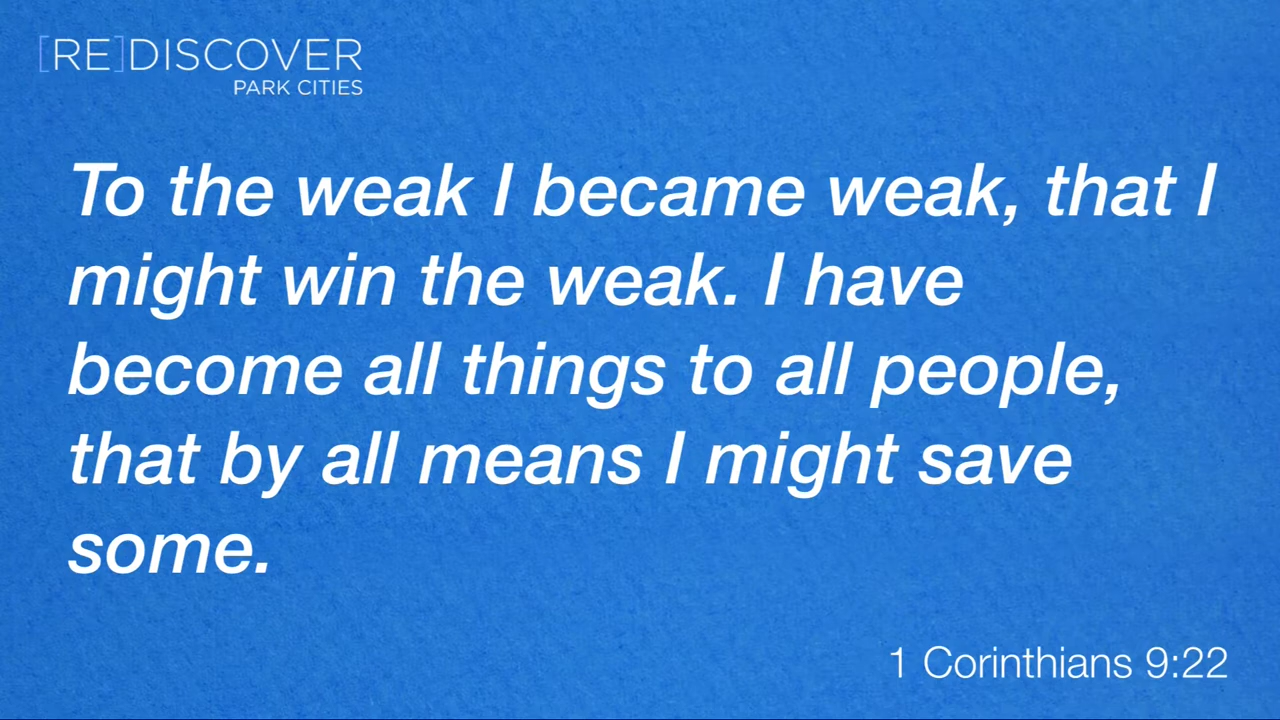 [RE]DISCOVER
PARK CITIES
To the weak I became weak, that I
might win the weak. I have
become all things to all people,
that by all means I might save
some.
1 Corinthians 9:22